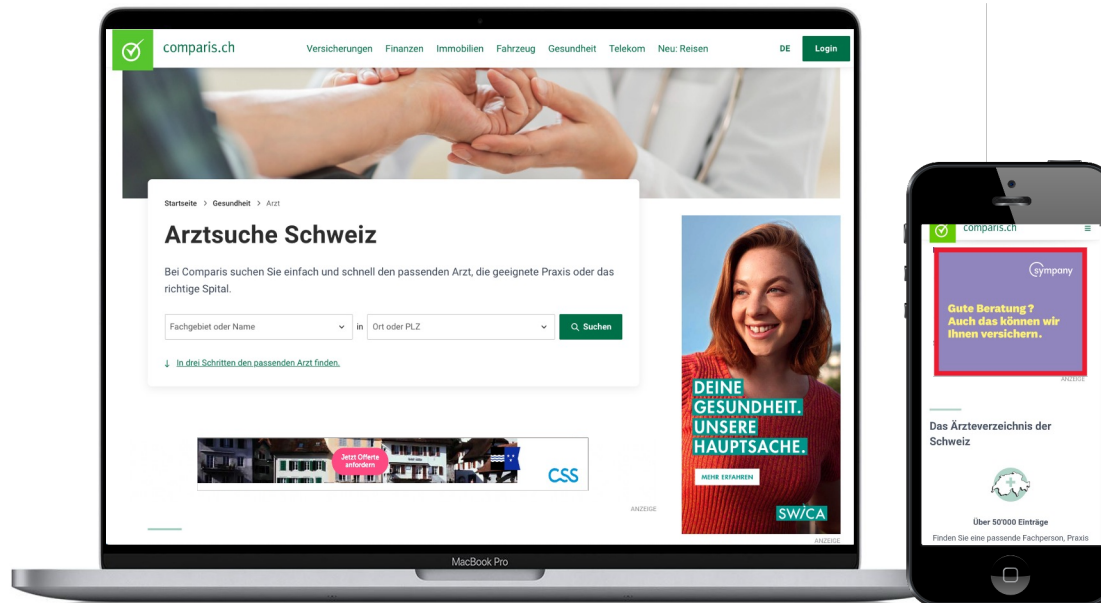 comparis.ch
Versicherungen Finanzen Immobilien Fahrzeug Gesundheit Telekom Neu: Reisen DE Login
Startseite > Gesundheit > Arzt
Arztsuche Schweiz
Bei Comparis suchen Sie einfach und schnell den passenden Arzt, die geeignete Praxis oder das
richtige Spital.
Fachgebiet oder Name in Ort oder PLZ Suchen
↓ In drei Schritten den passenden Arzt finden.
Jetzt Offerte
anfordern
CSS
ANZEIGE
DEINE
GESUNDHEIT.
UNSERE
HAUPTSACHE.
MEHR ERFAHREN
SWICA
ANZEIGE
MacBook Pro
comparis.ch
sympany
Gute Beratung ?
Auch das können wir
Ihnen versichern.
ANZEIGE
Das Ärzteverzeichnis der
Schweiz
Über 50'000 Einträge
Finden Sie eine passende Fachperson, Praxis